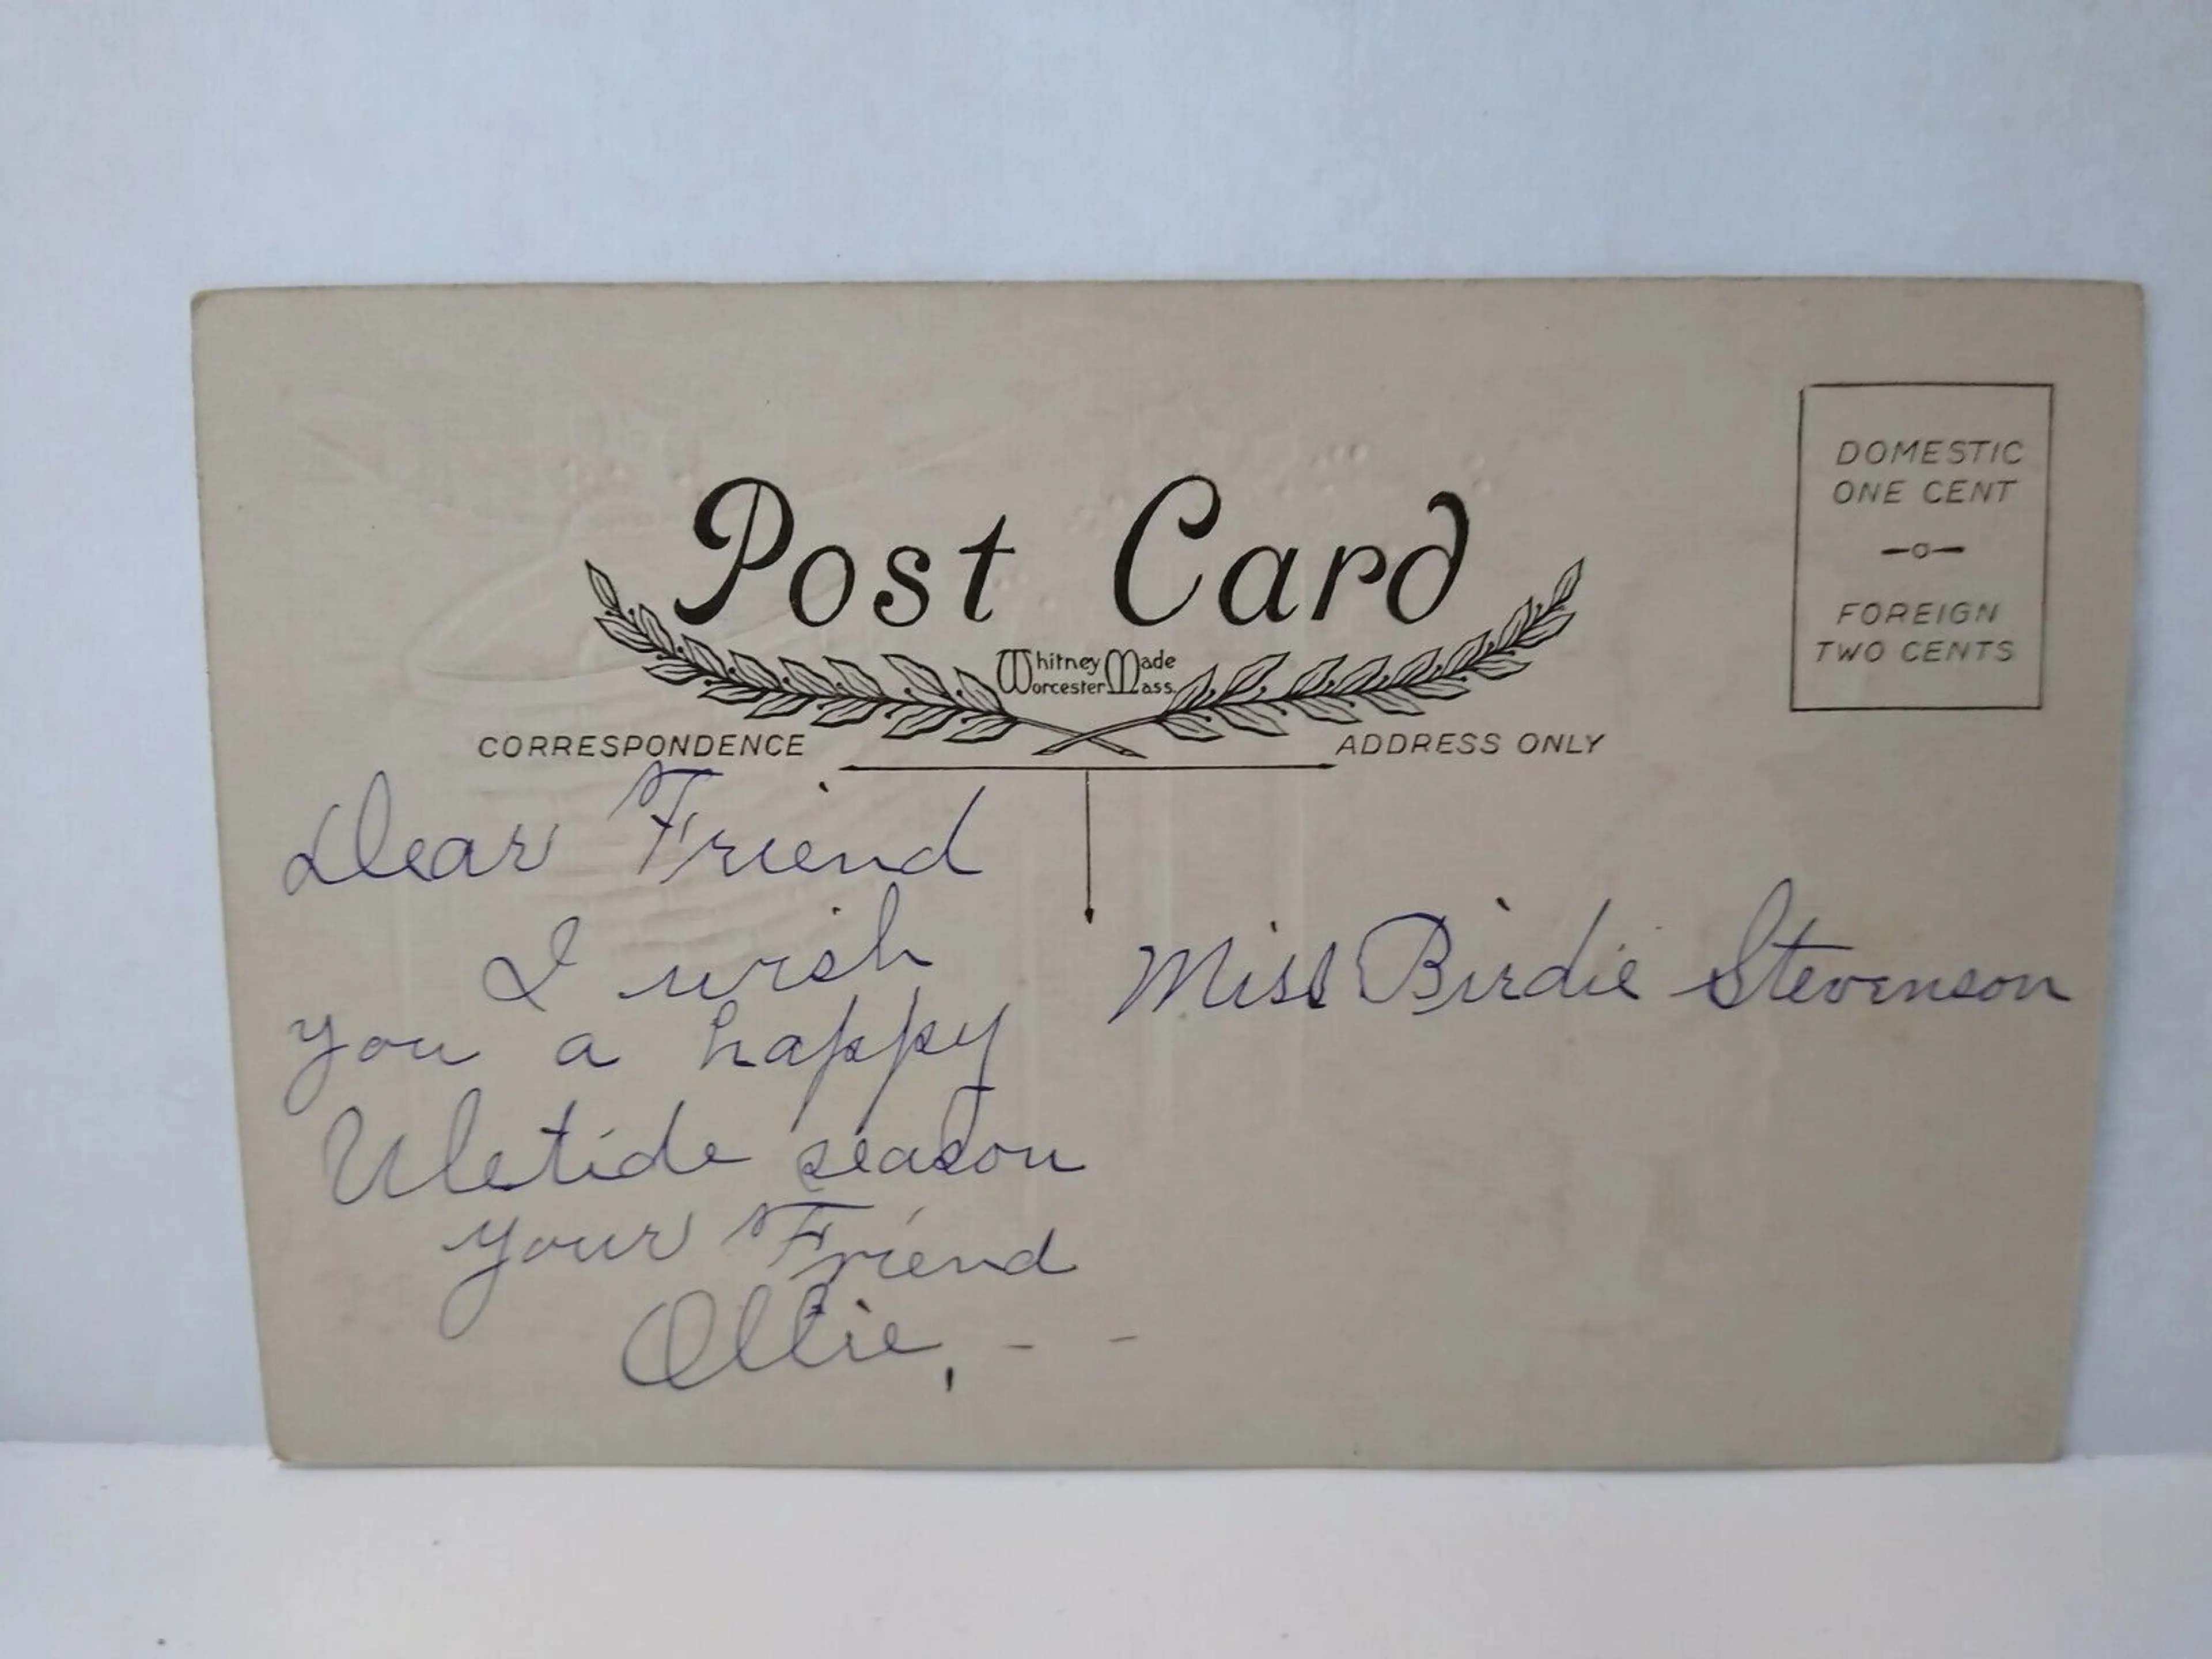 Post Card
Whitney Made
Worcester Mass.
DOMESTIC
ONE CENT
FOREIGN
TWO CENTS
CORRESPONDENCE
ADDRESS ONLY
Dear Friend
I wish
you a happy
Uletide season
your Friend
Ollie, - -
Miss Birdie Stevenson